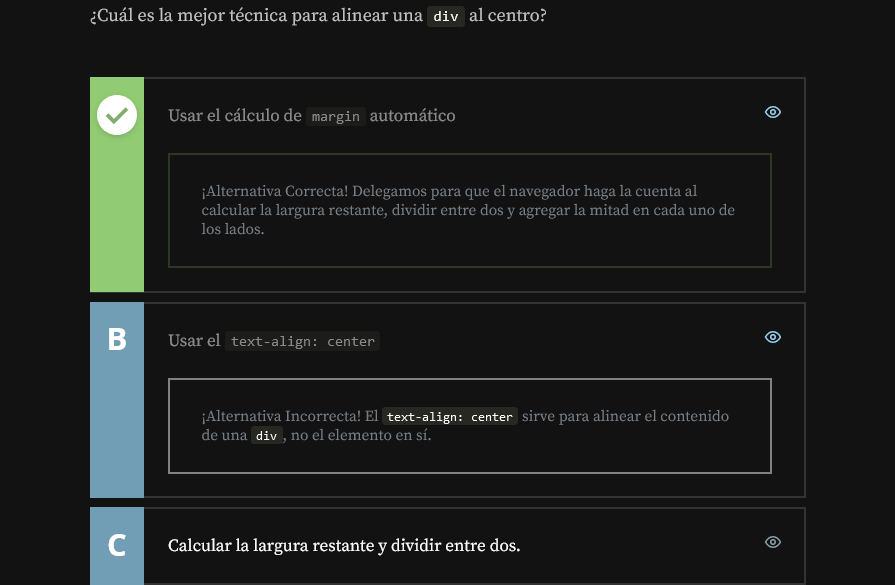 ¿Cuál es la mejor técnica para alinear una div al centro?
Usar el cálculo de margin automático
¡Alternativa Correcta! Delegamos para que el navegador haga la cuenta al
calcular la largura restante, dividir entre dos y agregar la mitad en cada uno de
los lados.
B
Usar el text-align: center
¡Alternativa Incorrecta! El text-align: center sirve para alinear el contenido
de una div, no el elemento en sí.
C
Calcular la largura restante y dividir entre dos.